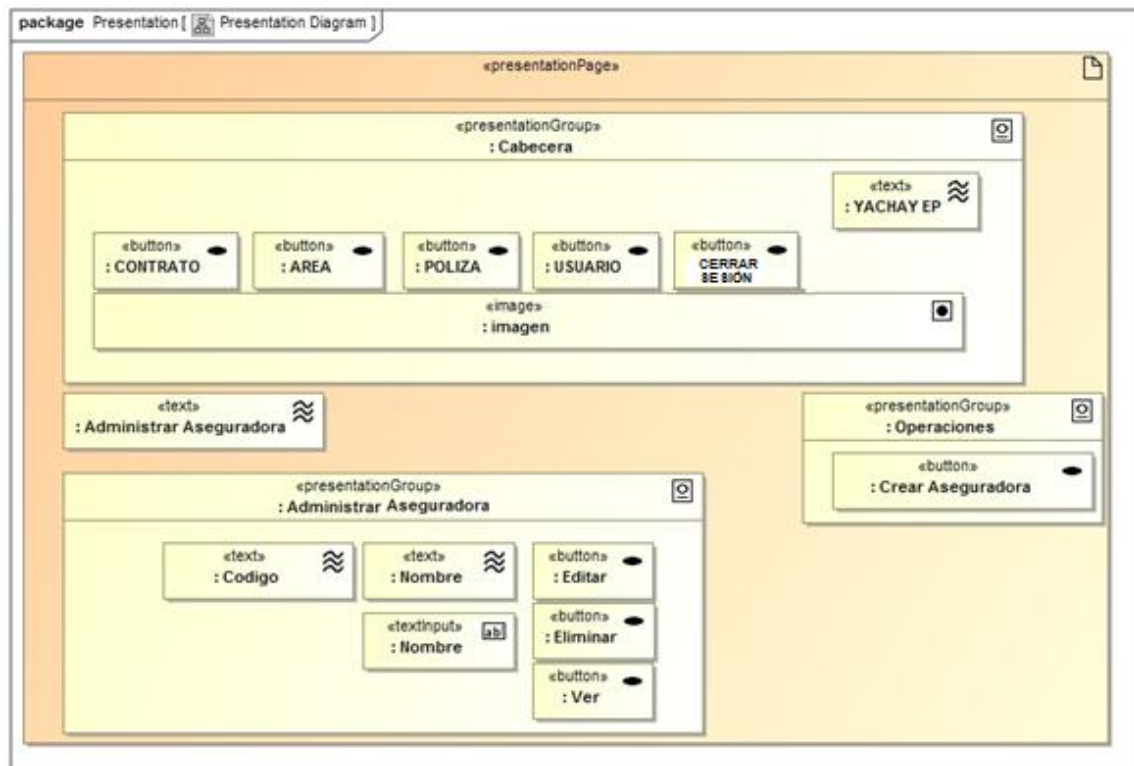 package Presentation [ Presentation Diagram ]
«presentationPage»
«presentationGroup»
: Cabecera
«text»
: YACHAY EP
«button»
: CONTRATO
«button»
: AREA
«button»
: POLIZA
«button»
: USUARIO
«button»
CERRAR
SESIÓN
«image»
: imagen
«text»
: Administrar Aseguradora
«presentationGroup»
: Operaciones
«button»
: Crear Aseguradora
«presentationGroup»
: Administrar Aseguradora
«text»
: Codigo
«text»
: Nombre
«button»
: Editar
«textInput»
ab
: Nombre
«button»
: Eliminar
«button»
: Ver